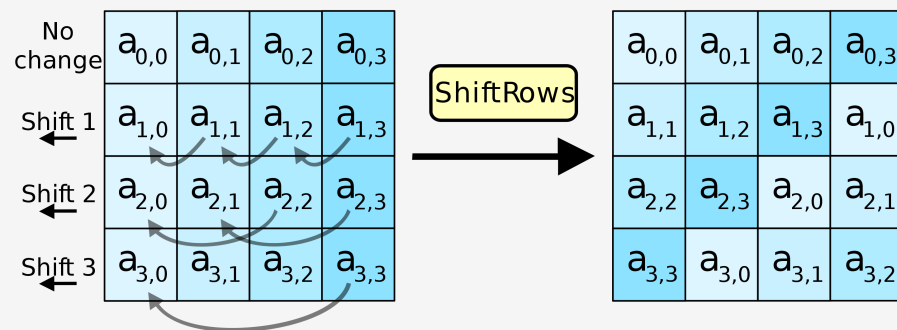 No
change
a0,0 a0,1 a0,2 a0,3
Shift 1
a1,0 a1,1 a1,2 a1,3
Shift 2
a2,0 a2,1 a2,2 a2,3
Shift 3
a3,0 a3,1 a3,2 a3,3
ShiftRows
a0,0 a0,1 a0,2 a0,3
a1,1 a1,2 a1,3 a1,0
a2,2 a2,3 a2,0 a2,1
a3,3 a3,0 a3,1 a3,2